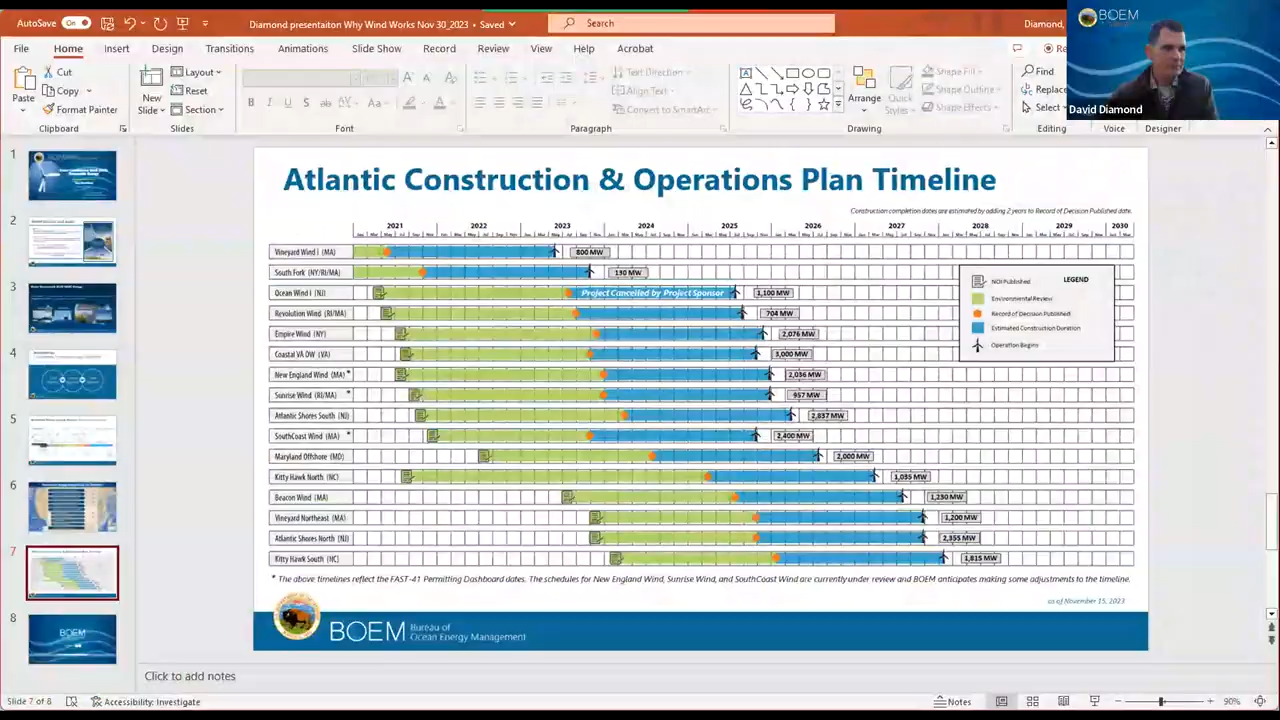 AutoSave On Diamond presentaiton Why Wind Works Nov 30_2023 • Saved Search Diamond,
BOEM
File Home Insert Design Transitions Animations Slide Show Record Review View Help Acrobat
Paste Cut Copy Format Painter
New Slide Layout Reset Section
Text Direction Align Text Convert to SmartArt
Arrange Quick Styles Shape Fill Shape Outline Shape Effects
Find Replace Select
David Diamond
Clipboard Slides Font Paragraph Drawing Editing Voice Designer
1
2
3
4
5
6
7
8
Atlantic Construction & Operations Plan Timeline
Construction completion dates are estimated by adding 2 years to Record of Decision Published date.
2021 2022 2023 2024 2025 2026 2027 2028 2029 2030
Vineyard Wind I (MA) 800 MW
South Fork (NY/RI/MA) 130 MW
Ocean Wind I (NJ) Project Cancelled by Project Sponsor 1,100 MW
Revolution Wind (RI/MA) 704 MW
Empire Wind (NY) 2,076 MW
Coastal VA OW (VA) 3,000 MW
New England Wind (MA) * 2,036 MW
Sunrise Wind (RI/MA) 957 MW
Atlantic Shores South (NJ) 2,837 MW
SouthCoast Wind (MA) * 2,400 MW
Maryland Offshore (MD) 2,000 MW
Kitty Hawk North (NC) 1,035 MW
Beacon Wind (MA) 1,230 MW
Vineyard Northeast (MA) 1,200 MW
Atlantic Shores North (NJ) 2,355 MW
Kitty Hawk South (NC) 1,815 MW
LEGEND
NOI Published
Environmental Review
Record of Decision Published
Estimated Construction Duration
Operation Begins
* The above timelines reflect the FAST-41 Permitting Dashboard dates. The schedules for New England Wind, Sunrise Wind, and SouthCoast Wind are currently under review and BOEM anticipates making some adjustments to the timeline.
as of November 15, 2023
BOEM Bureau of
Ocean Energy Management
Click to add notes
Slide 7 of 8 Accessibility: Investigate Notes 90%